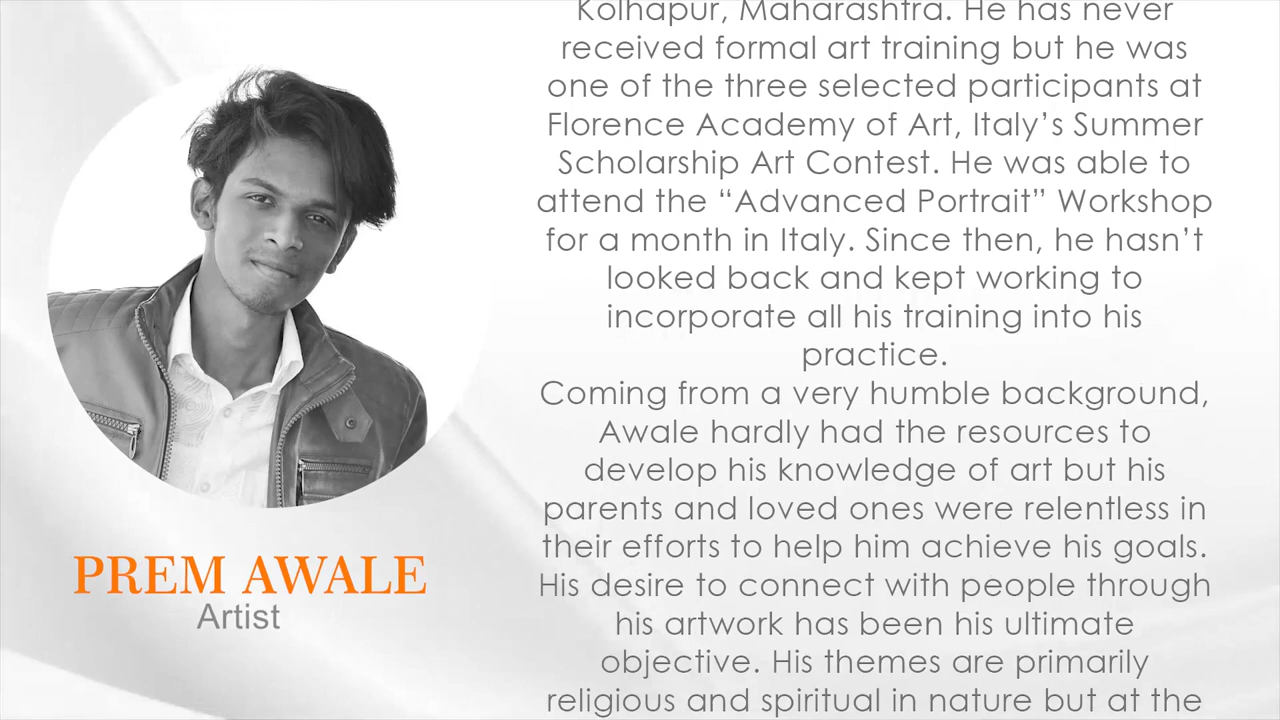 Kolhapur, Maharashtra. He has never
received formal art training but he was
one of the three selected participants at
Florence Academy of Art, Italy’s Summer
Scholarship Art Contest. He was able to
attend the “Advanced Portrait” Workshop
for a month in Italy. Since then, he hasn’t
looked back and kept working to
incorporate all his training into his
practice.
Coming from a very humble background,
Awale hardly had the resources to
develop his knowledge of art but his
parents and loved ones were relentless in
their efforts to help him achieve his goals.
His desire to connect with people through
his artwork has been his ultimate
objective. His themes are primarily
religious and spiritual in nature but at the
PREM AWALE
Artist